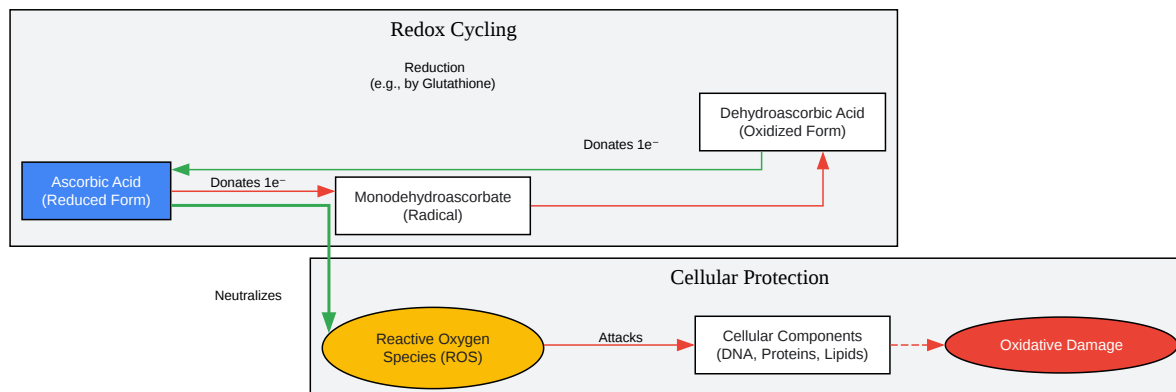 Redox Cycling
Reduction
(e.g., by Glutathione)
Dehydroascorbic Acid
(Oxidized Form)
Donates 1e⁻
Ascorbic Acid
(Reduced Form)
Donates 1e⁻
Monodehydroascorbate
(Radical)
Cellular Protection
Neutralizes
Reactive Oxygen
Species (ROS)
Attacks
Cellular Components
(DNA, Proteins, Lipids)
Oxidative Damage